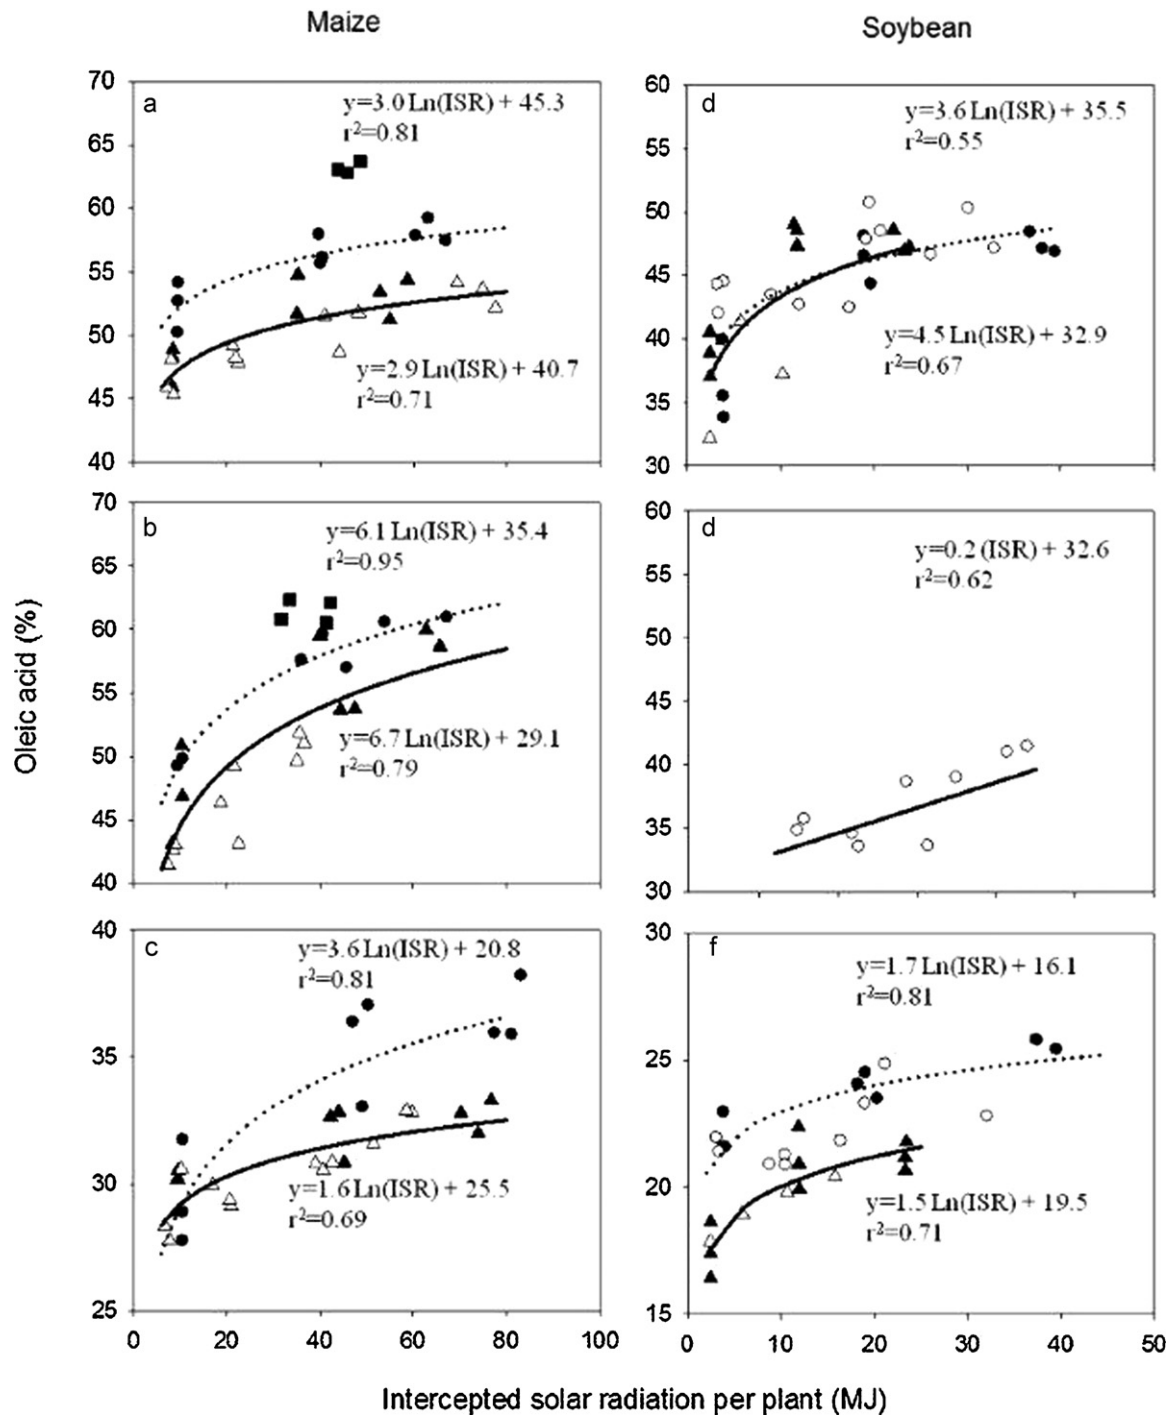 Maize
Soybean
a
y=3.0 Ln(ISR) + 45.3
r²=0.81
y=2.9 Ln(ISR) + 40.7
r²=0.71
70
65
60
55
50
45
40
d
y=3.6 Ln(ISR) + 35.5
r²=0.55
y=4.5 Ln(ISR) + 32.9
r²=0.67
60
55
50
45
40
35
30
b
y=6.1 Ln(ISR) + 35.4
r²=0.95
y=6.7 Ln(ISR) + 29.1
r²=0.79
70
65
60
55
50
45
40
d
y=0.2 (ISR) + 32.6
r²=0.62
60
55
50
45
40
35
30
Oleic acid (%)
c
y=3.6 Ln(ISR) + 20.8
r²=0.81
y=1.6 Ln(ISR) + 25.5
r²=0.69
40
35
30
25
0 20 40 60 80 100
f
y=1.7 Ln(ISR) + 16.1
r²=0.81
y=1.5 Ln(ISR) + 19.5
r²=0.71
30
25
20
15
0 10 20 30 40 50
Intercepted solar radiation per plant (MJ)